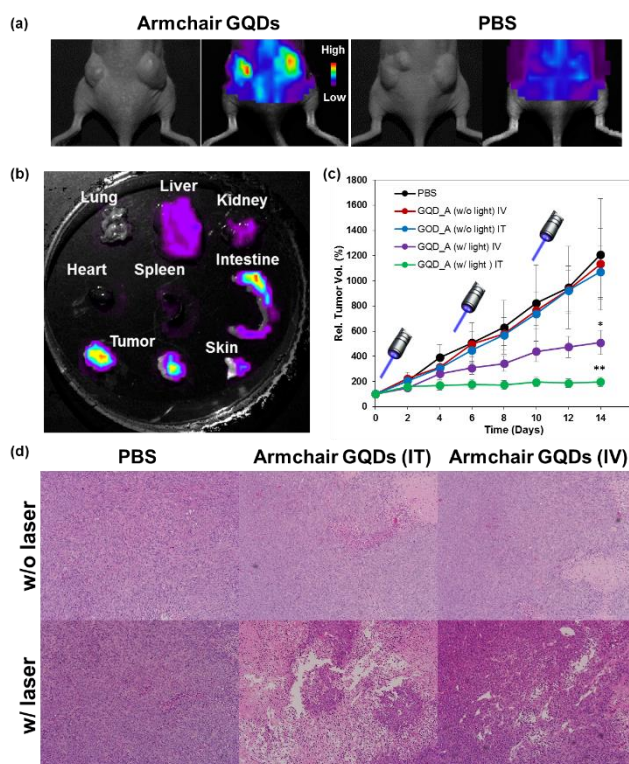 (a)
Armchair GQDs
PBS
High
Low
(b)
Lung
Liver
Kidney
Heart
Spleen
Intestine
Tumor
Skin
(c)
Rel. Tumor Vol. (%)
1800
1600
1400
1200
1000
800
600
400
200
0
PBS
GQD_A (w/o light) IV
GQD_A (w/o light) IT
GQD_A (w/ light) IV
GQD_A (w/ light ) IT
*
**
0 2 4 6 8 10 12 14
Time (Days)
(d)
PBS
Armchair GQDs (IT)
Armchair GQDs (IV)
w/o laser
w/ laser